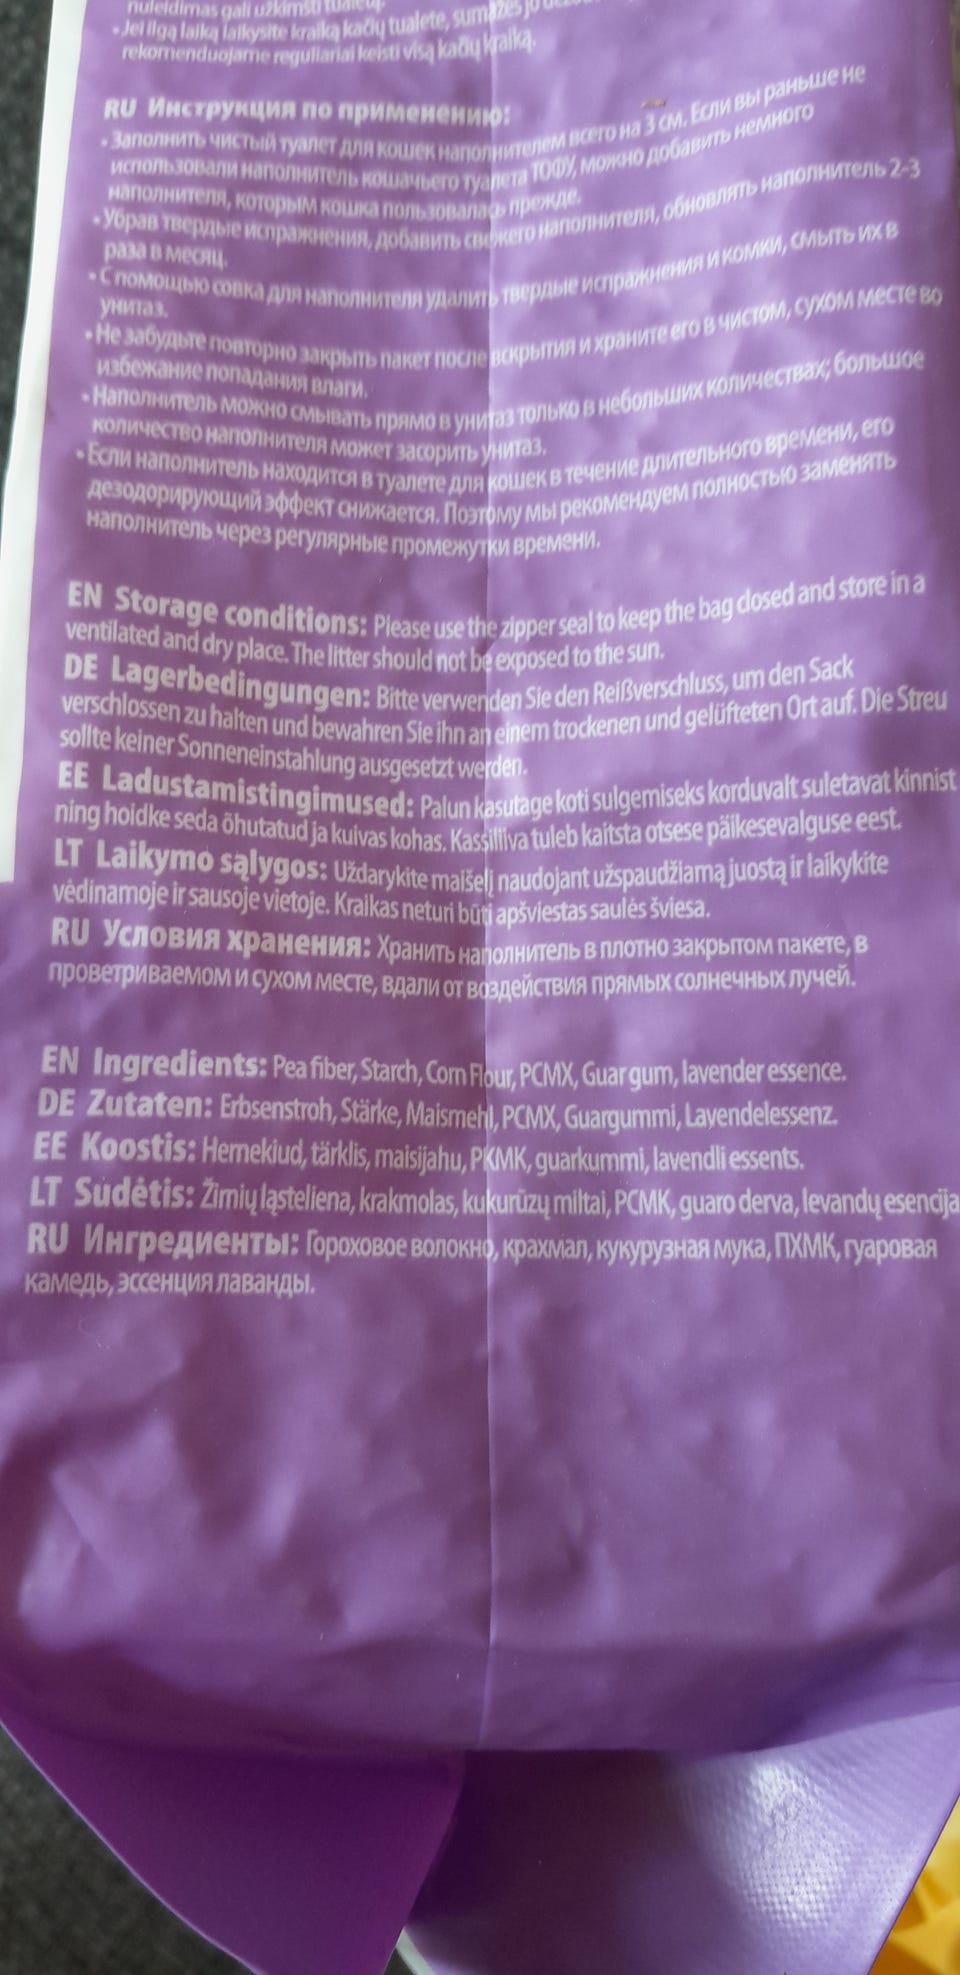 nuleidimas gali užkimšti tualetą.
• Jei ilgą laiką laikysite kraiką kačių tualete, sumažės jo
rekomenduojame reguliariai keisti visą kačių kraiką.
RU Инструкция по применению:
• Заполнить чистый туалет для кошек наполнителем всего на 3 см. Если вы раньше не
использовали наполнитель кошачьего туалета ТОФУ, можно добавить немного
наполнителя, которым кошка пользовалась прежде.
• Убрав твердые испражнения, добавить свежего наполнителя, обновлять наполнитель 2-3
раза в месяц.
• С помощью совка для наполнителя удалить твердые испражнения и комки, смыть их в
унитаз.
• Не забудьте повторно закрыть пакет после вскрытия и храните его в чистом, сухом месте во
избежание попадания влаги.
• Наполнитель можно смывать прямо в унитаз только в небольших количествах; большое
количество наполнителя может засорить унитаз.
• Если наполнитель находится в туалете для кошек в течение длительного времени, его
дезодорирующий эффект снижается. Поэтому мы рекомендуем полностью заменять
наполнитель через регулярные промежутки времени.
EN Storage conditions: Please use the zipper seal to keep the bag closed and store in a
ventilated and dry place. The litter should not be exposed to the sun.
DE Lagerbedingungen: Bitte verwenden Sie den Reißverschluss, um den Sack
verschlossen zu halten und bewahren Sie ihn an einem trockenen und gelüfteten Ort auf. Die Streu
sollte keiner Sonneneinstahlung ausgesetzt werden.
EE Ladustamistingimused: Palun kasutage koti sulgemiseks korduvalt suletavat kinnist
ning hoidke seda õhutatud ja kuivas kohas. Kassiliiva tuleb kaitsta otsese päikesevalguse eest.
LT Laikymo sąlygos: Uždarykite maišelį naudojant užspaudžiamą juostą ir laikykite
vėdinamoje ir sausoje vietoje. Kraikas neturi būti apšviestas saulės šviesa.
RU Условия хранения: Хранить наполнитель в плотно закрытом пакете, в
проветриваемом и сухом месте, вдали от воздействия прямых солнечных лучей.
EN Ingredients: Pea fiber, Starch, Corn Flour, PCMX, Guar gum, lavender essence.
DE Zutaten: Erbsenstroh, Stärke, Maismehl, PCMX, Guargummi, Lavendelessenz.
EE Koostis: Hernekiud, tärklis, maisijahu, PKMK, guarkummi, lavendli essents.
LT Sudėtis: Žirnių ląsteliena, krakmolas, kukurūzų miltai, PCMK, guaro derva, levandų esencija
RU Ингредиенты: Гороховое волокно, крахмал, кукурузная мука, ПХМК, гуаровая
камедь, эссенция лаванды.